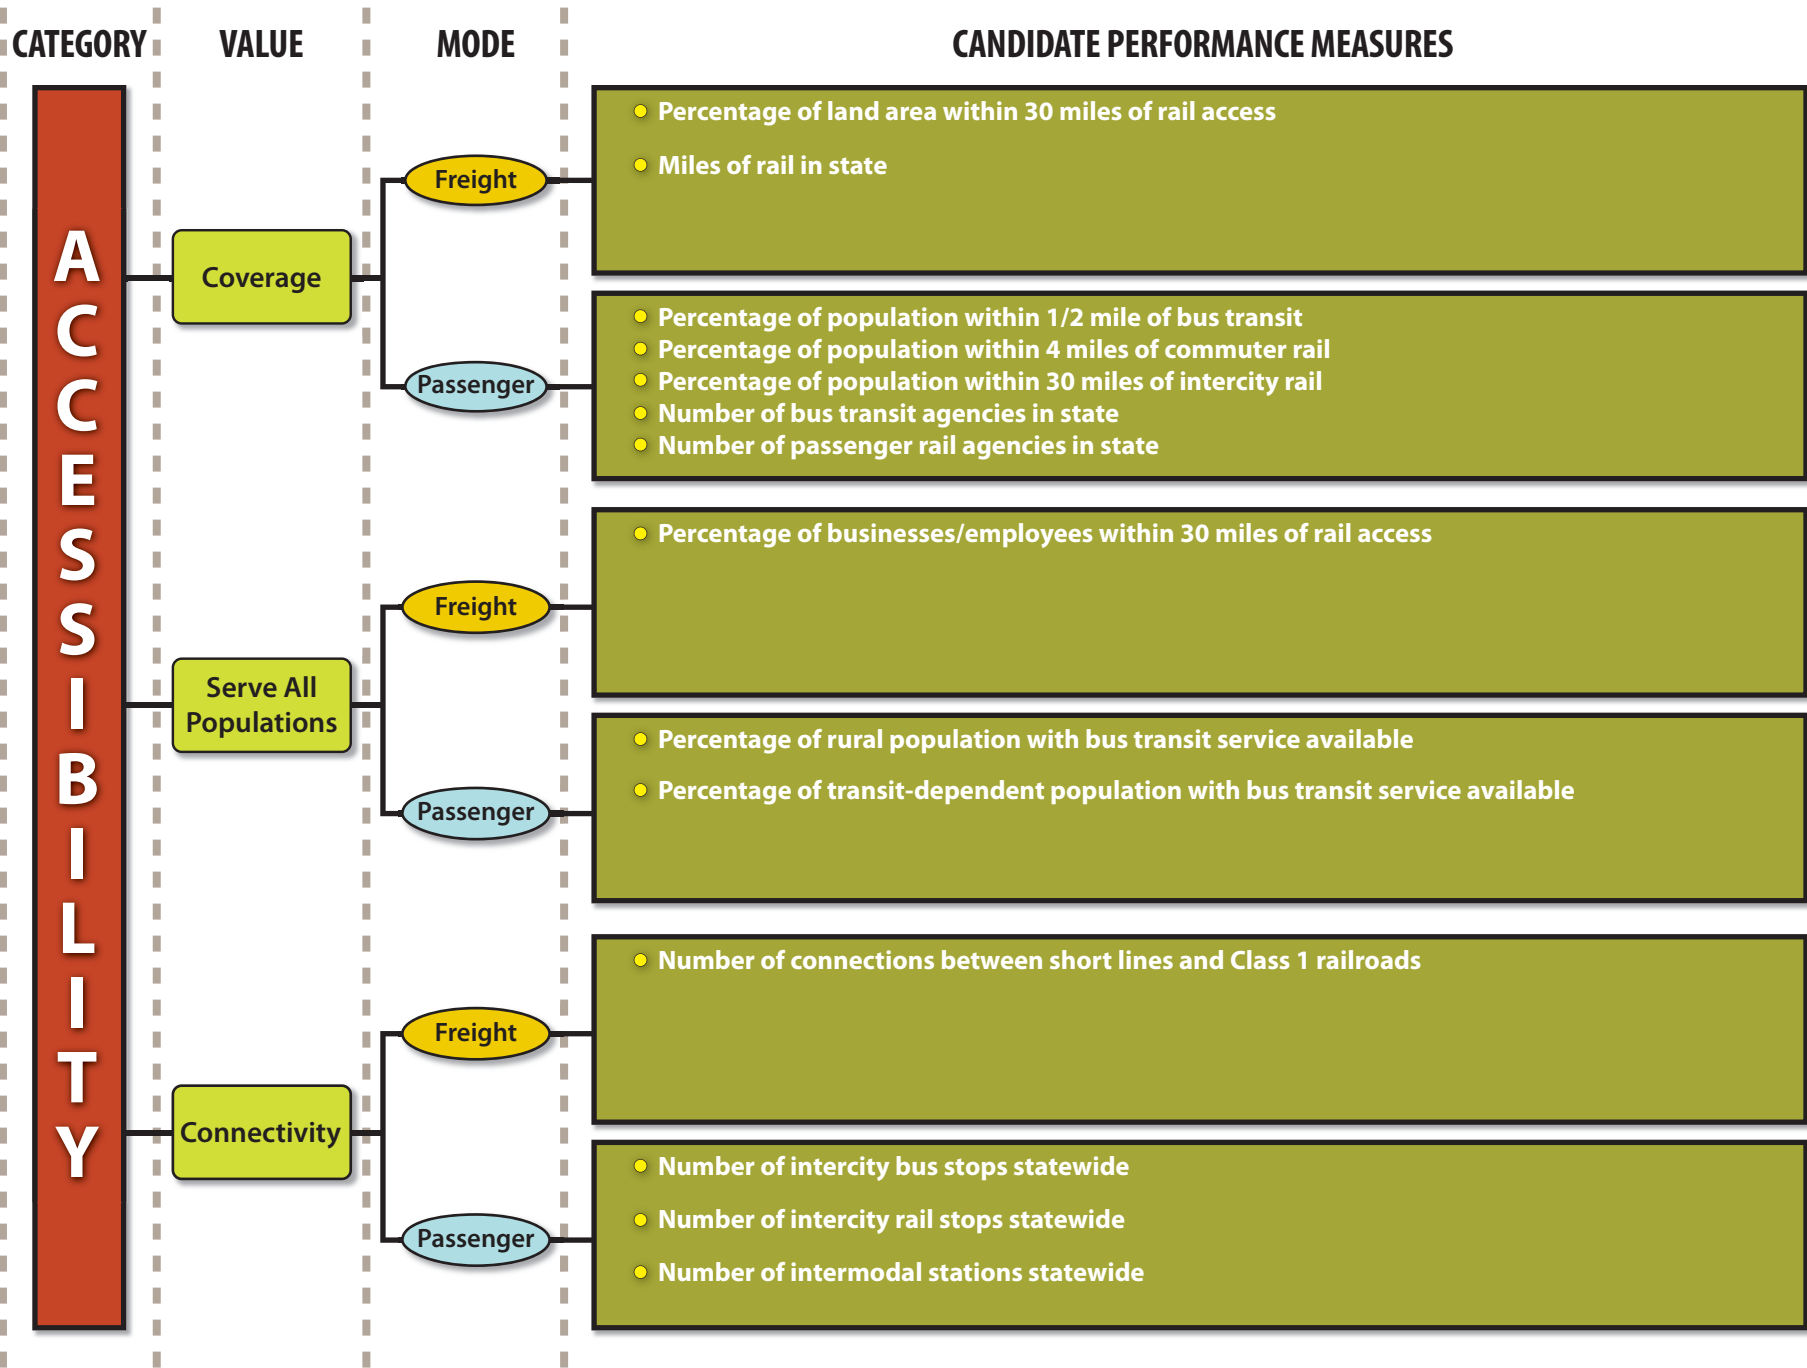 CATEGORY VALUE MODE CANDIDATE PERFORMANCE MEASURES
ACCESSIBILITY
Coverage
Freight
Percentage of land area within 30 miles of rail access
Miles of rail in state
Passenger
Percentage of population within 1/2 mile of bus transit
Percentage of population within 4 miles of commuter rail
Percentage of population within 30 miles of intercity rail
Number of bus transit agencies in state
Number of passenger rail agencies in state
Serve All
Populations
Freight
Percentage of businesses/employees within 30 miles of rail access
Passenger
Percentage of rural population with bus transit service available
Percentage of transit-dependent population with bus transit service available
Connectivity
Freight
Number of connections between short lines and Class 1 railroads
Passenger
Number of intercity bus stops statewide
Number of intercity rail stops statewide
Number of intermodal stations statewide